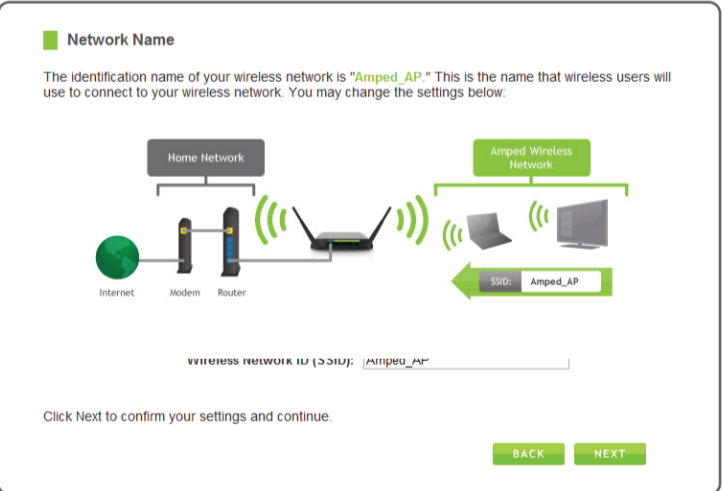 Network Name
The identification name of your wireless network is "Amped_AP." This is the name that wireless users will
use to connect to your wireless network. You may change the settings below:
Home Network
Amped Wireless
Network
Internet
Modem
Router
SSID:
Amped_AP
Wireless Network ID (SSID):
Amped_AP
Click Next to confirm your settings and continue.
BACK
NEXT